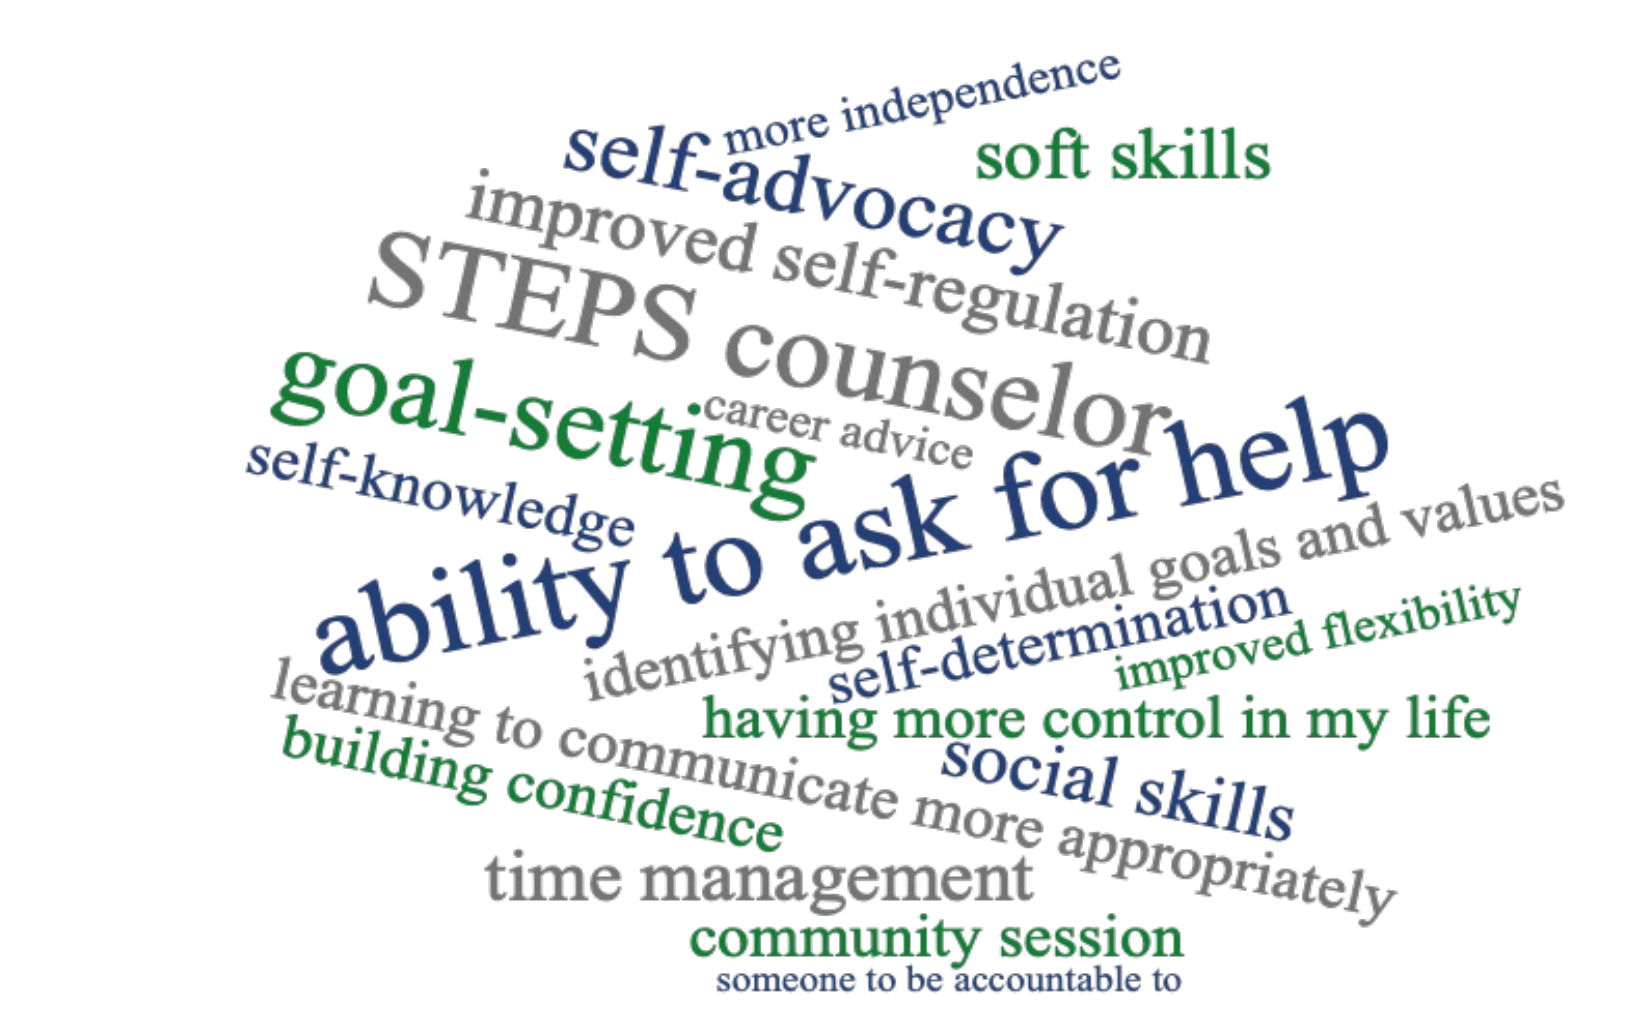 more independence
self-advocacy
soft skills
improved self-regulation
STEPS counselor
goal-setting
career advice
ability to ask for help
self-knowledge
identifying individual goals and values
self-determination
improved flexibility
learning to communicate more appropriately
having more control in my life
building confidence
social skills
time management
community session
someone to be accountable to